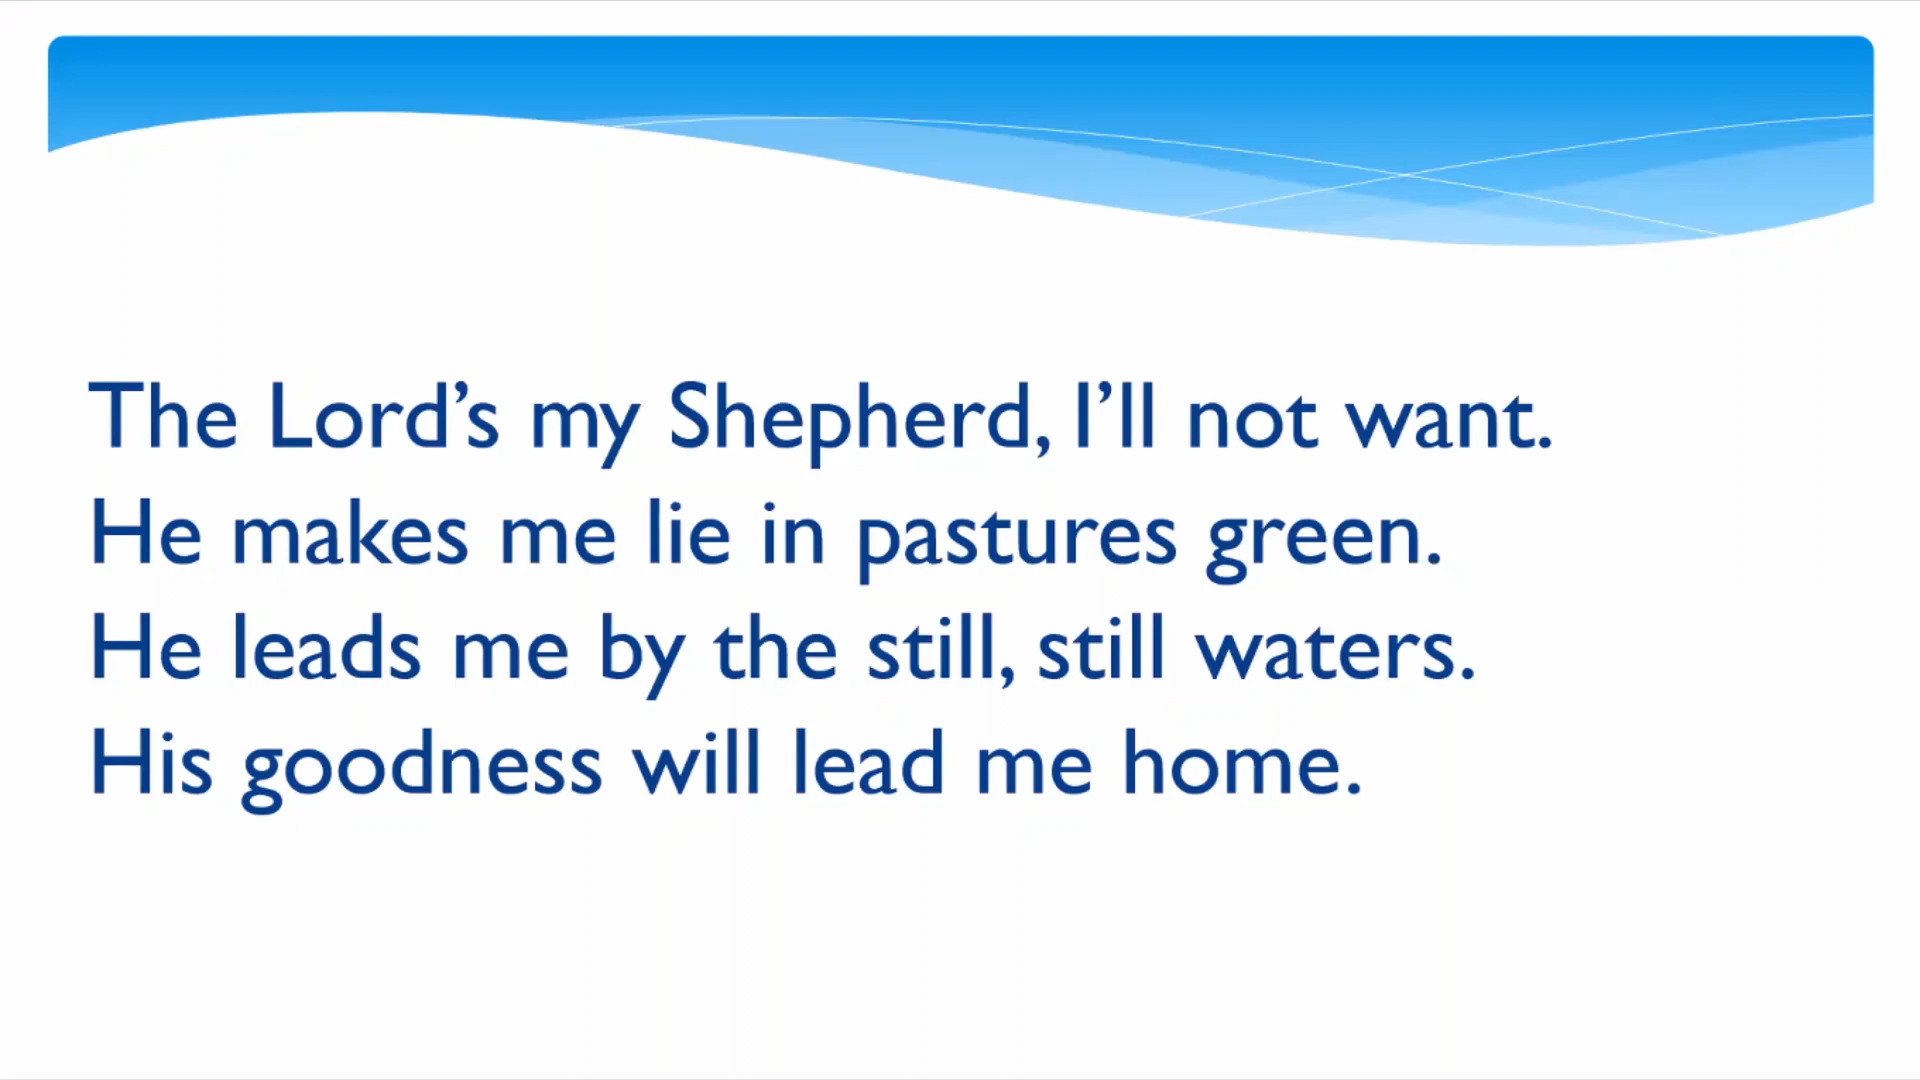 The Lord’s my Shepherd, I’ll not want.
He makes me lie in pastures green.
He leads me by the still, still waters.
His goodness will lead me home.